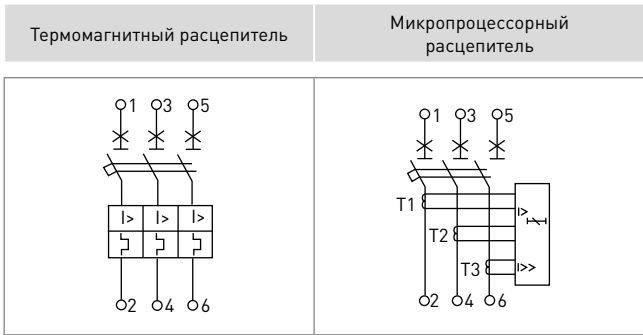 Термомагнитный расцепитель
Микропроцессорный
расцепитель
1 3 5
I> I> I>
2 4 6
1 3 5
T1
I>
T2
T3
I>>
2 4 6